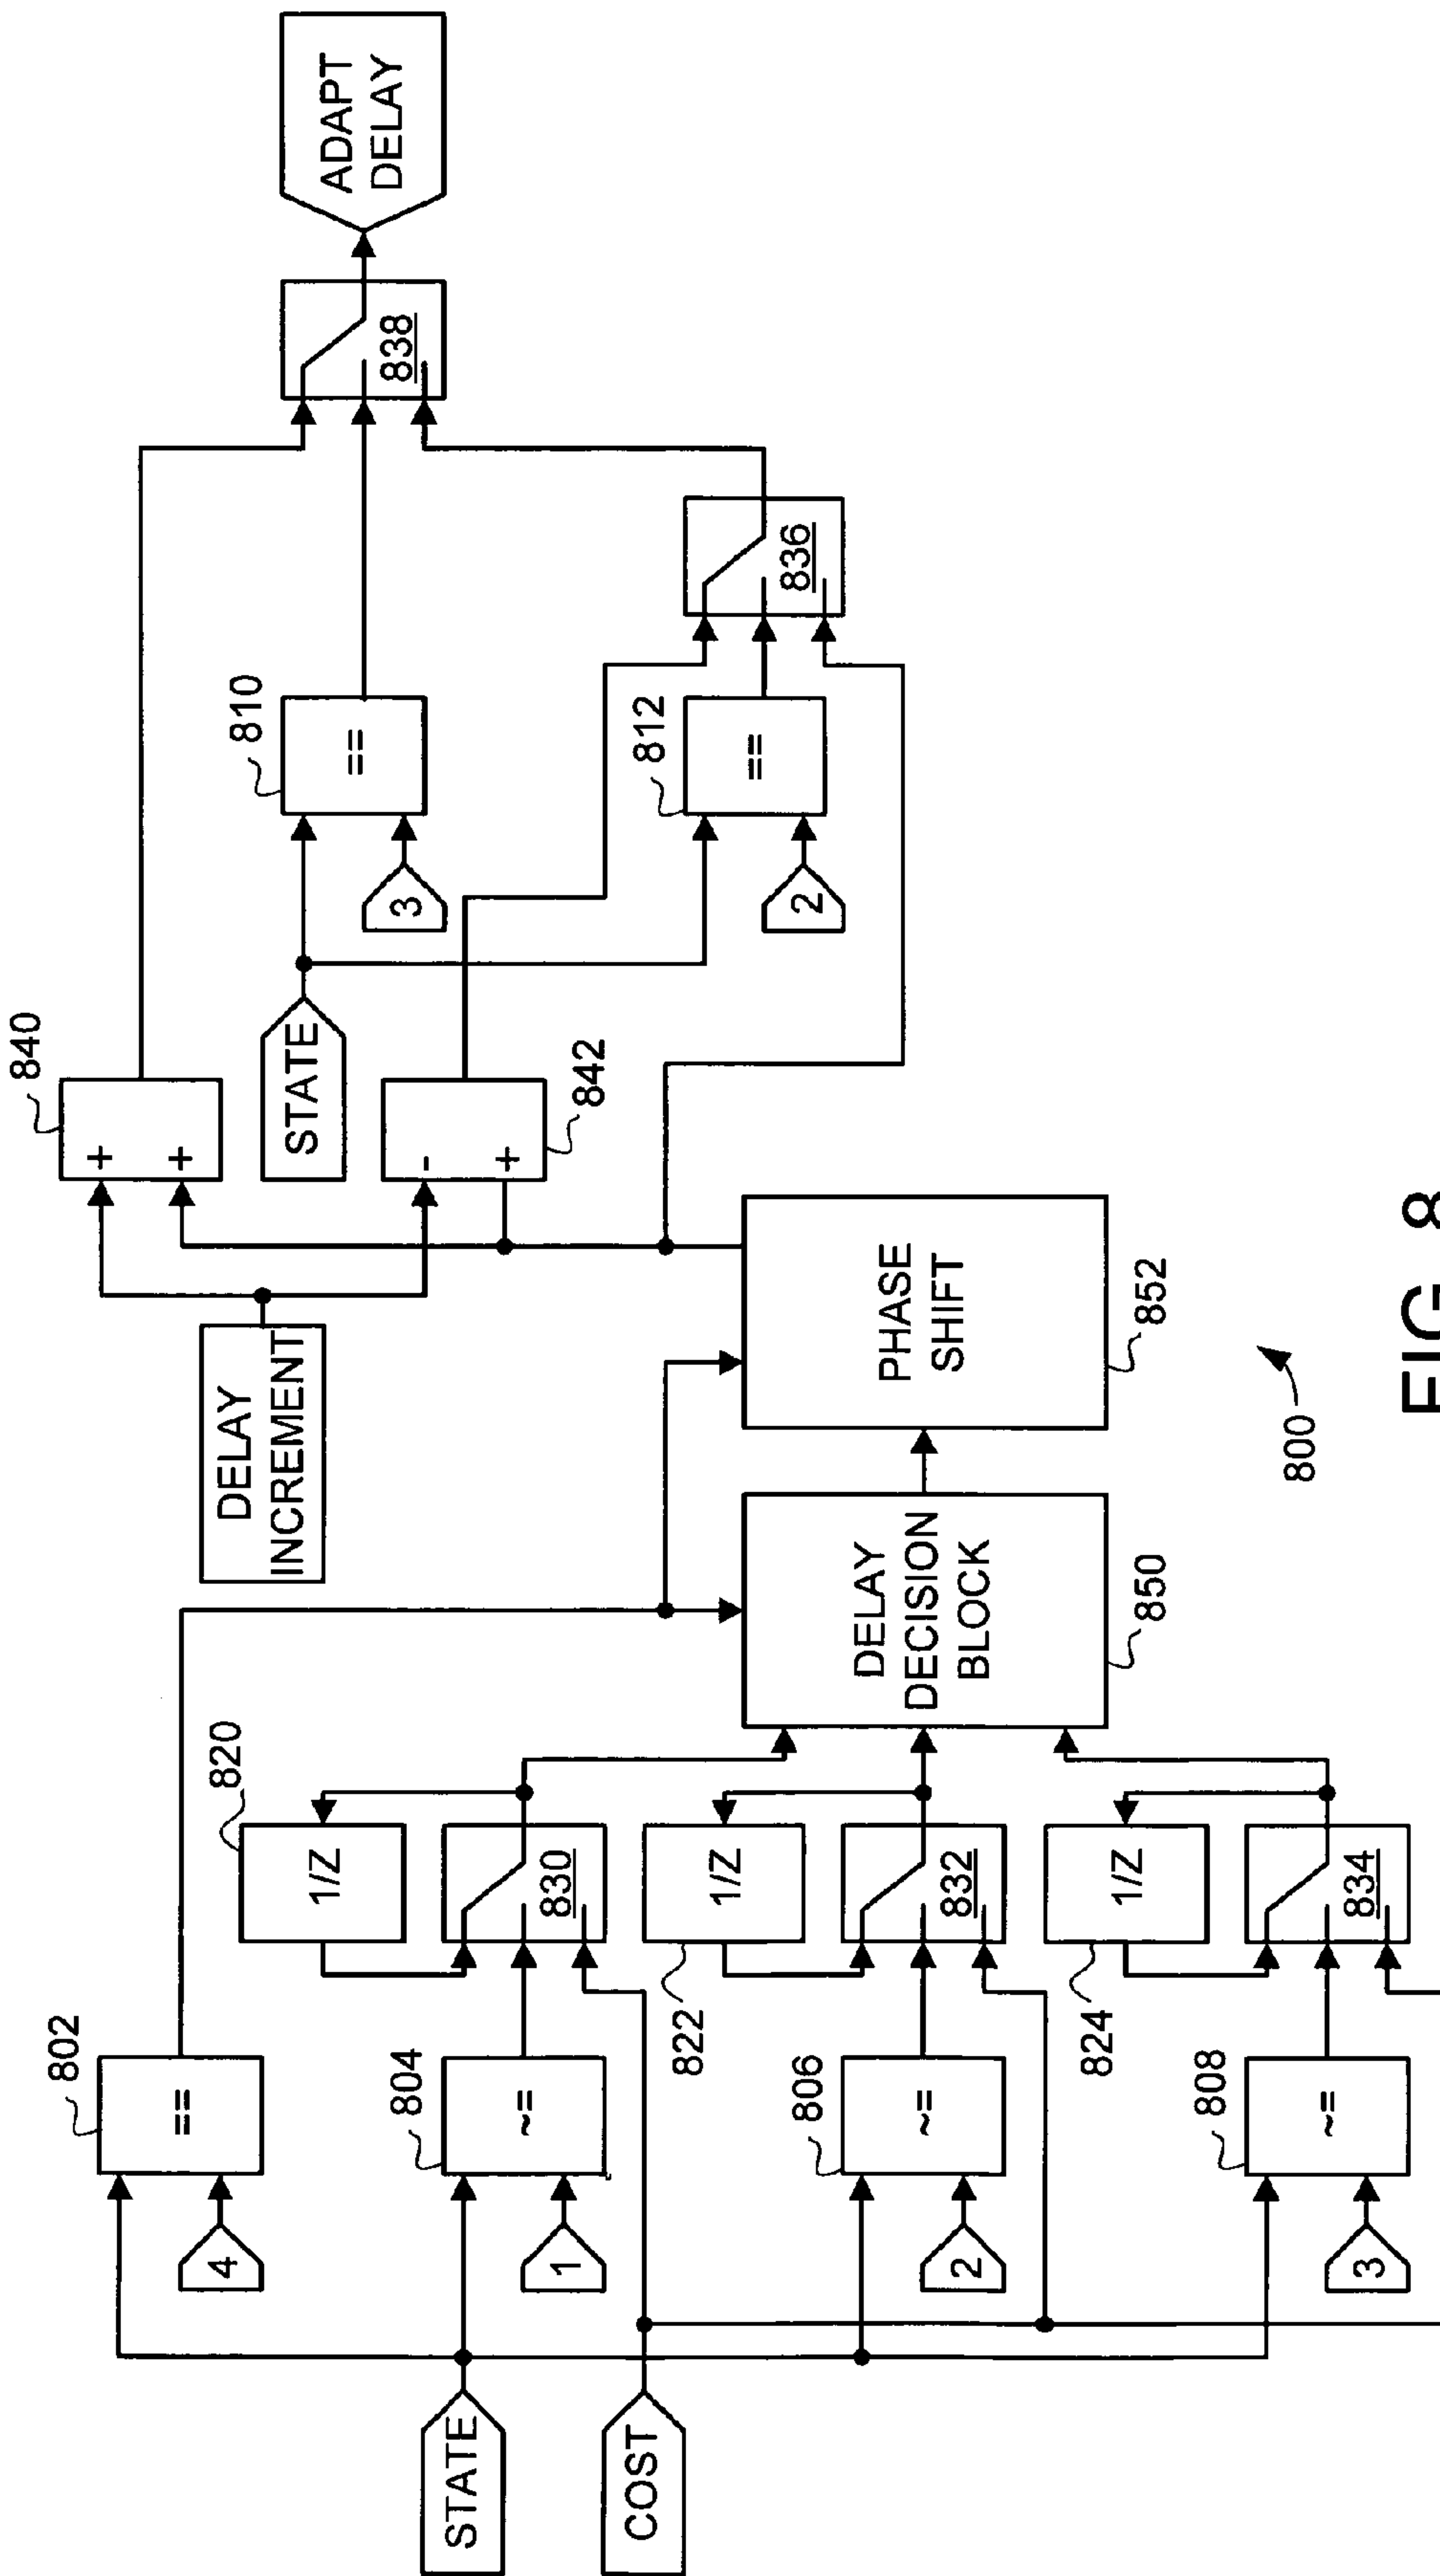 STATE
COST
4
1
2
3
802
==
804
~=
806
~=
808
~=
820
1/Z
830
822
1/Z
832
824
1/Z
834
DELAY
DECISION
BLOCK
850
PHASE
SHIFT
852
800
DELAY
INCREMENT
840
+
+
STATE
-
+
842
810
==
3
812
==
2
836
838
ADAPT
DELAY
FIG. 8